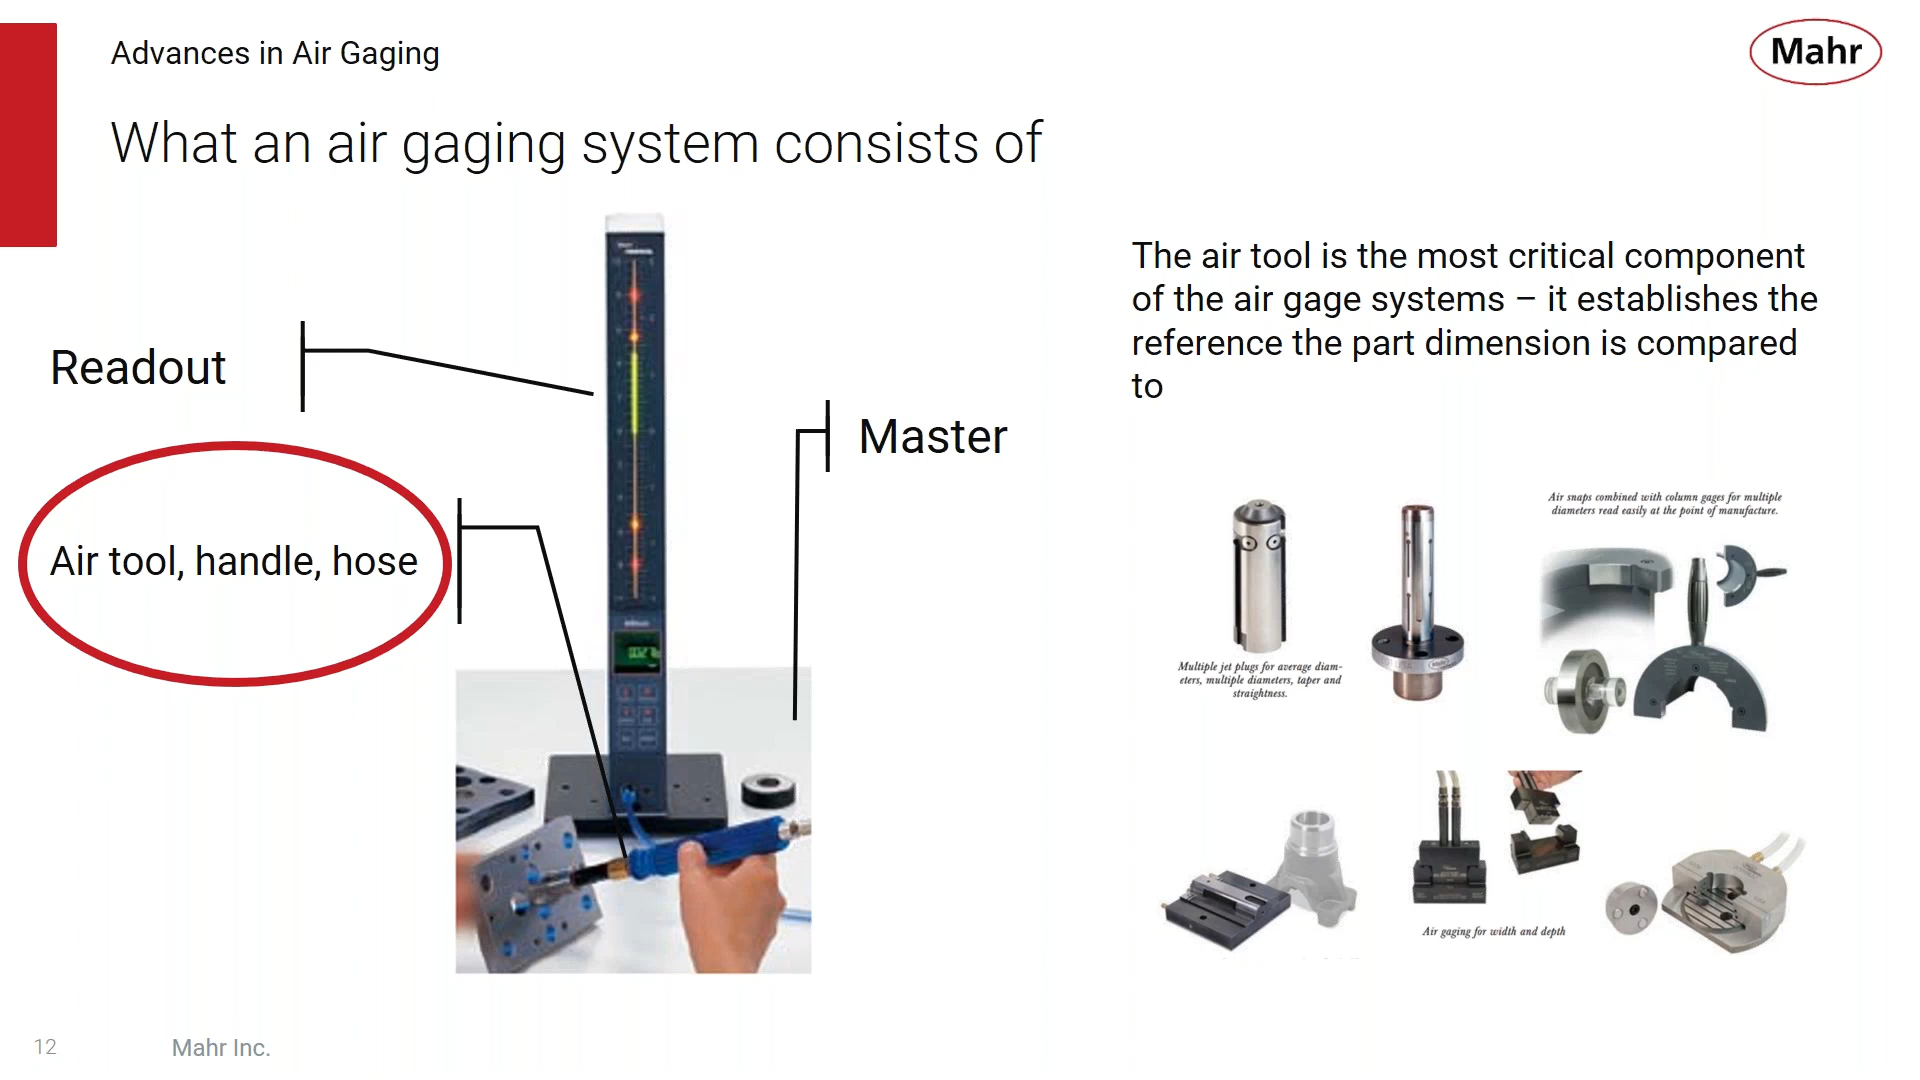 Advances in Air Gaging
Mahr
What an air gaging system consists of
The air tool is the most critical component
of the air gage systems – it establishes the
reference the part dimension is compared
to
Readout
Master
Air tool, handle, hose
Air snaps combined with column gages for multiple
diameters read easily at the point of manufacture.
Multiple jet plugs for average diam-
eters, multiple diameters, taper and
straightness.
Mahr
Air gaging for width and depth
12
Mahr Inc.